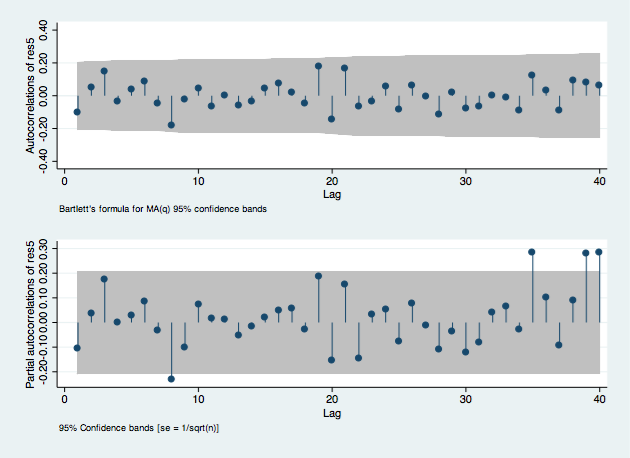 Autocorrelations of res5
0.40
0.20
0.00
-0.20
-0.40
0 10 20 30 40
Lag
Bartlett's formula for MA(q) 95% confidence bands
Partial autocorrelations of res5
0.30
0.20
0.10
0.00
-0.10
-0.20
0 10 20 30 40
Lag
95% Confidence bands [se = 1/sqrt(n)]